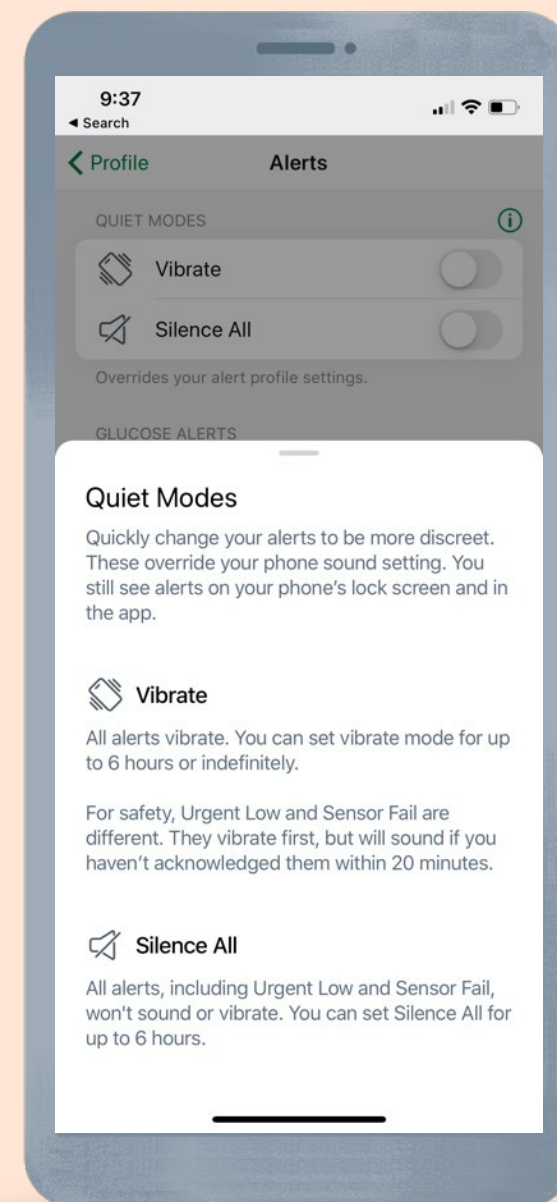 9:37
◀ Search
Profile
Alerts
QUIET MODES
Vibrate
Silence All
Overrides your alert profile settings.
GLUCOSE ALERTS
Quiet Modes
Quickly change your alerts to be more discreet.
These override your phone sound setting. You
still see alerts on your phone’s lock screen and in
the app.
Vibrate
All alerts vibrate. You can set vibrate mode for up
to 6 hours or indefinitely.
For safety, Urgent Low and Sensor Fail are
different. They vibrate first, but will sound if you
haven’t acknowledged them within 20 minutes.
Silence All
All alerts, including Urgent Low and Sensor Fail,
won't sound or vibrate. You can set Silence All for
up to 6 hours.